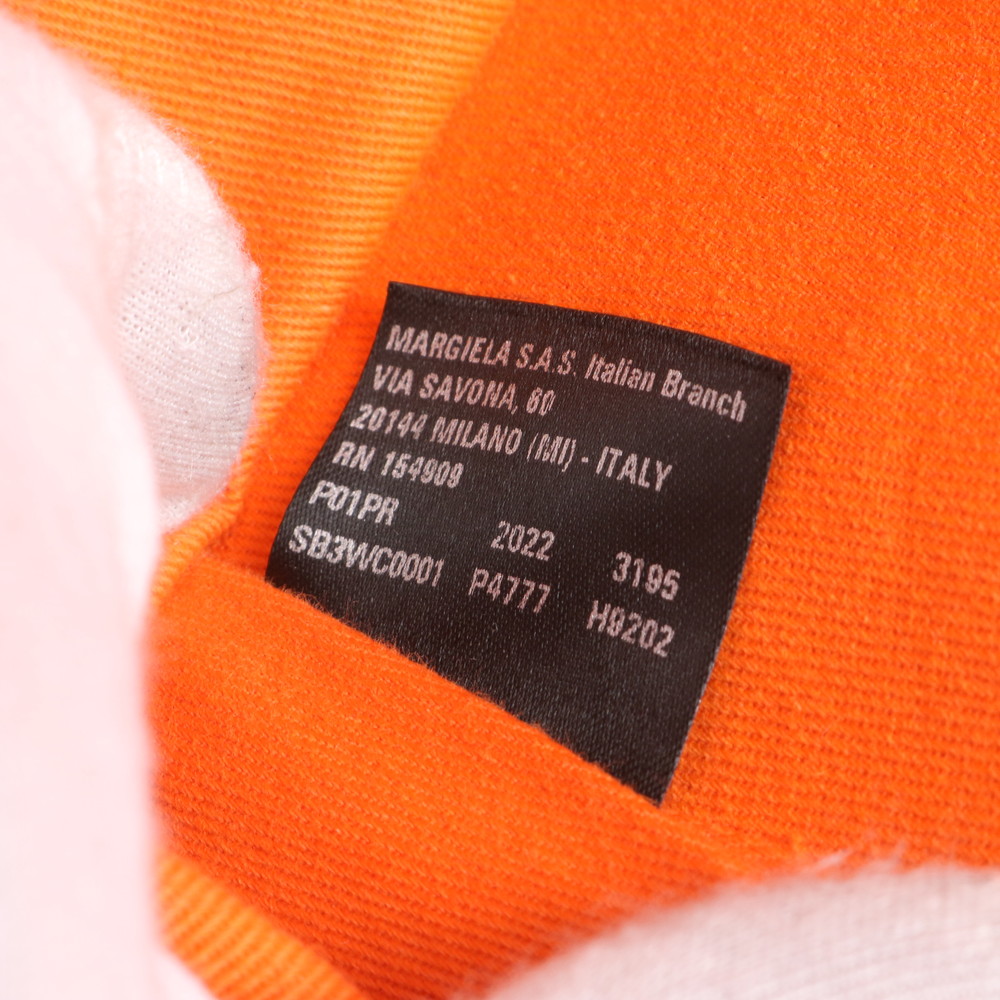 MARGIELA S.A.S. Italian Branch
VIA SAVONA, 60
20144 MILANO (MI) - ITALY
RN 154909
P01PR 2022 3195
SB3WC0001 P4777 H9202